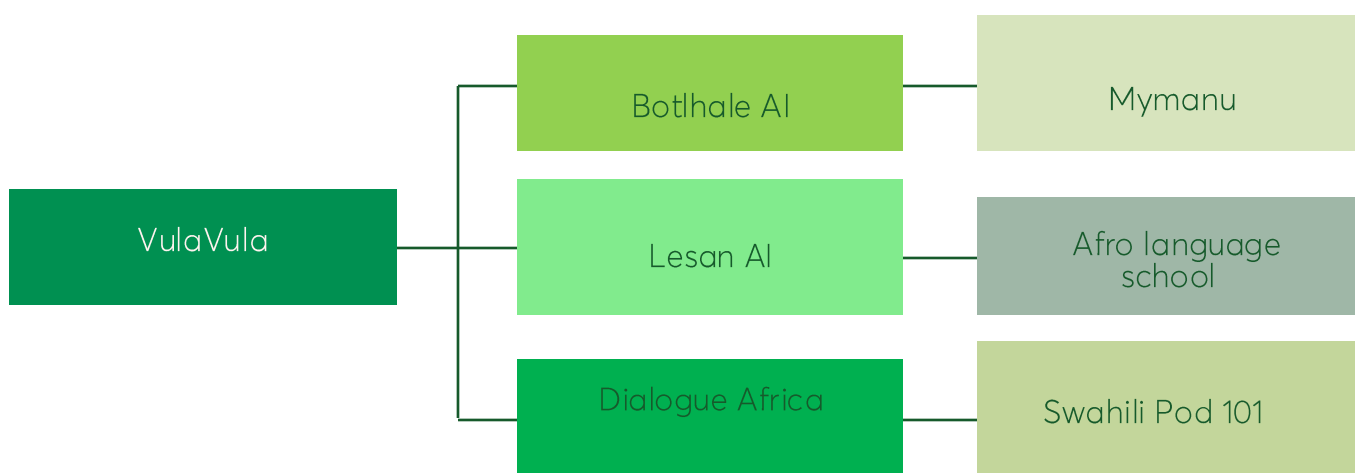 VulaVula
Botlhale AI
Mymanu
Lesan AI
Afro language
school
Dialogue Africa
Swahili Pod 101